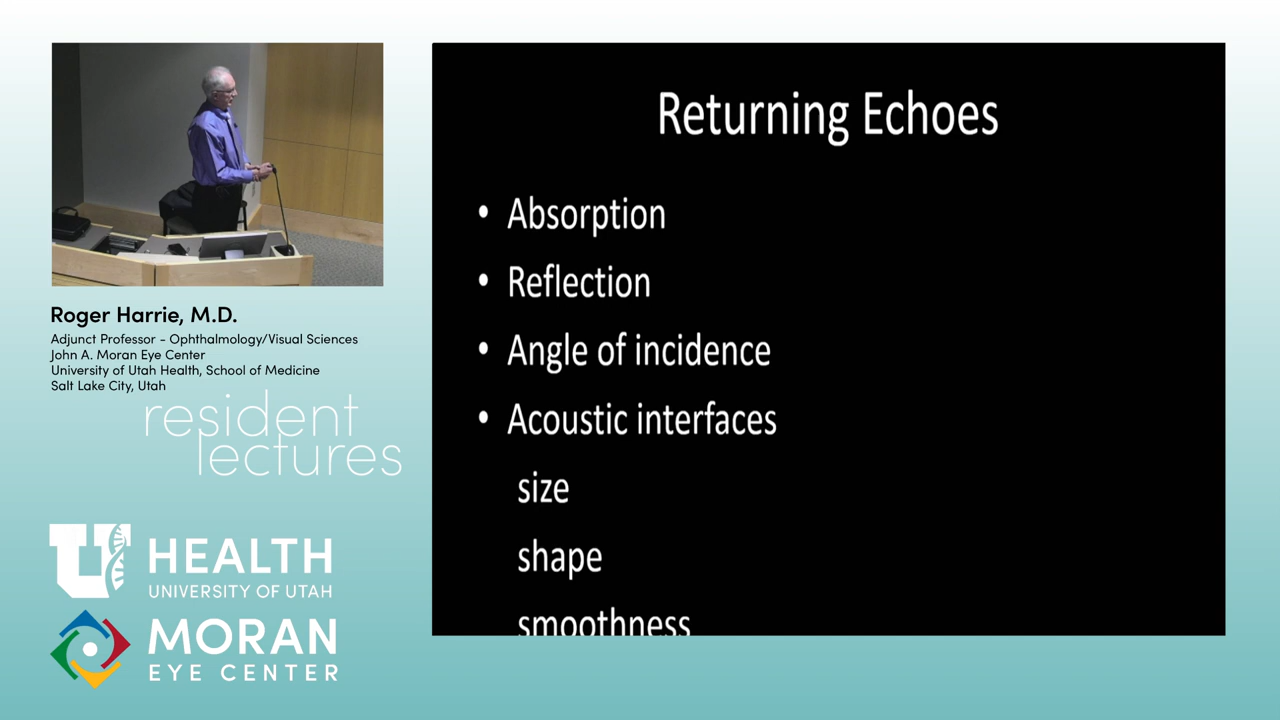 Returning Echoes
• Absorption
• Reflection
• Angle of incidence
• Acoustic interfaces
size
shape
smoothness
Roger Harrie, M.D.
Adjunct Professor - Ophthalmology/Visual Sciences
John A. Moran Eye Center
University of Utah Health, School of Medicine
Salt Lake City, Utah
resident
lectures
U HEALTH
UNIVERSITY OF UTAH
MORAN
EYE CENTER